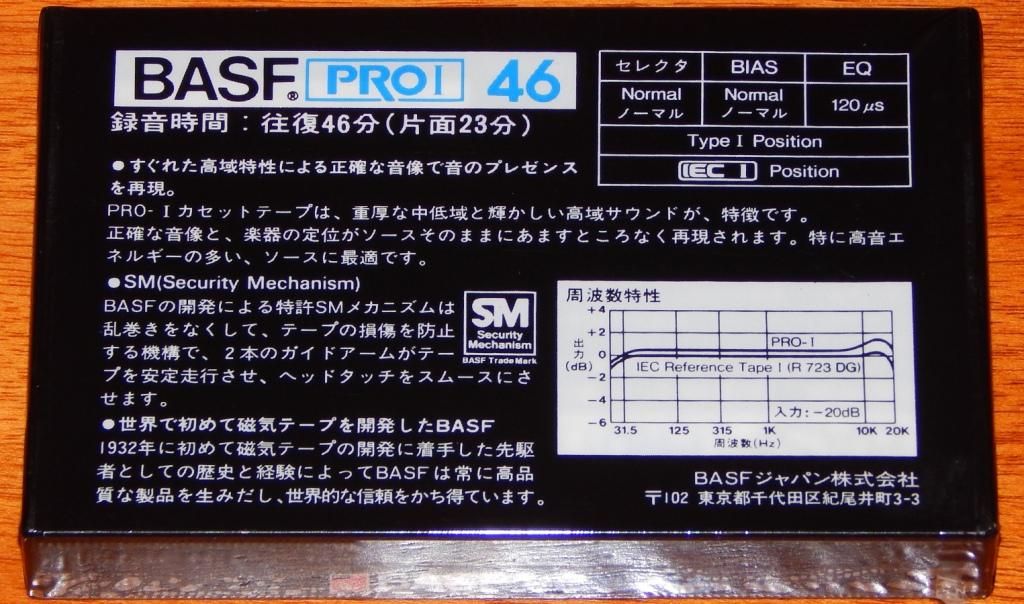 BASF® PRO I 46
録音時間：往復46分(片面23分)
セレクタ BIAS EQ
Normal ノーマル Normal ノーマル 120μs
Type I Position
IEC I Position
●すぐれた高域特性による正確な音像で音のプレゼンス
を再現。
PRO-Iカセットテープは、重厚な中低域と輝かしい高域サウンドが、特徴です。
正確な音像と、楽器の定位がソースそのままにあますところなく再現されます。特に高音エ
ネルギーの多い、ソースに最適です。
●SM(Security Mechanism)
BASFの開発による特許SMメカニズムは
乱巻きをなくして、テープの損傷を防止
する機構で、2本のガイドアームがテー
プを安定走行させ、ヘッドタッチをスムースにさ
せます。
SM
Security
Mechanism
BASF Trade Mark
●世界で初めて磁気テープを開発したBASF
1932年に初めて磁気テープの開発に着手した先駆
者としての歴史と経験によってBASFは常に高品
質な製品を生みだし、世界的な信頼をかち得ています。
周波数特性
出力(dB)
+4
+2
0
-2
-4
-6
PRO-I
IEC Reference Tape I (R 723 DG)
入力:-20dB
31.5 125 315 1K 10K 20K
周波数(Hz)
BASFジャパン株式会社
〒102 東京都千代田区紀尾井町3-3